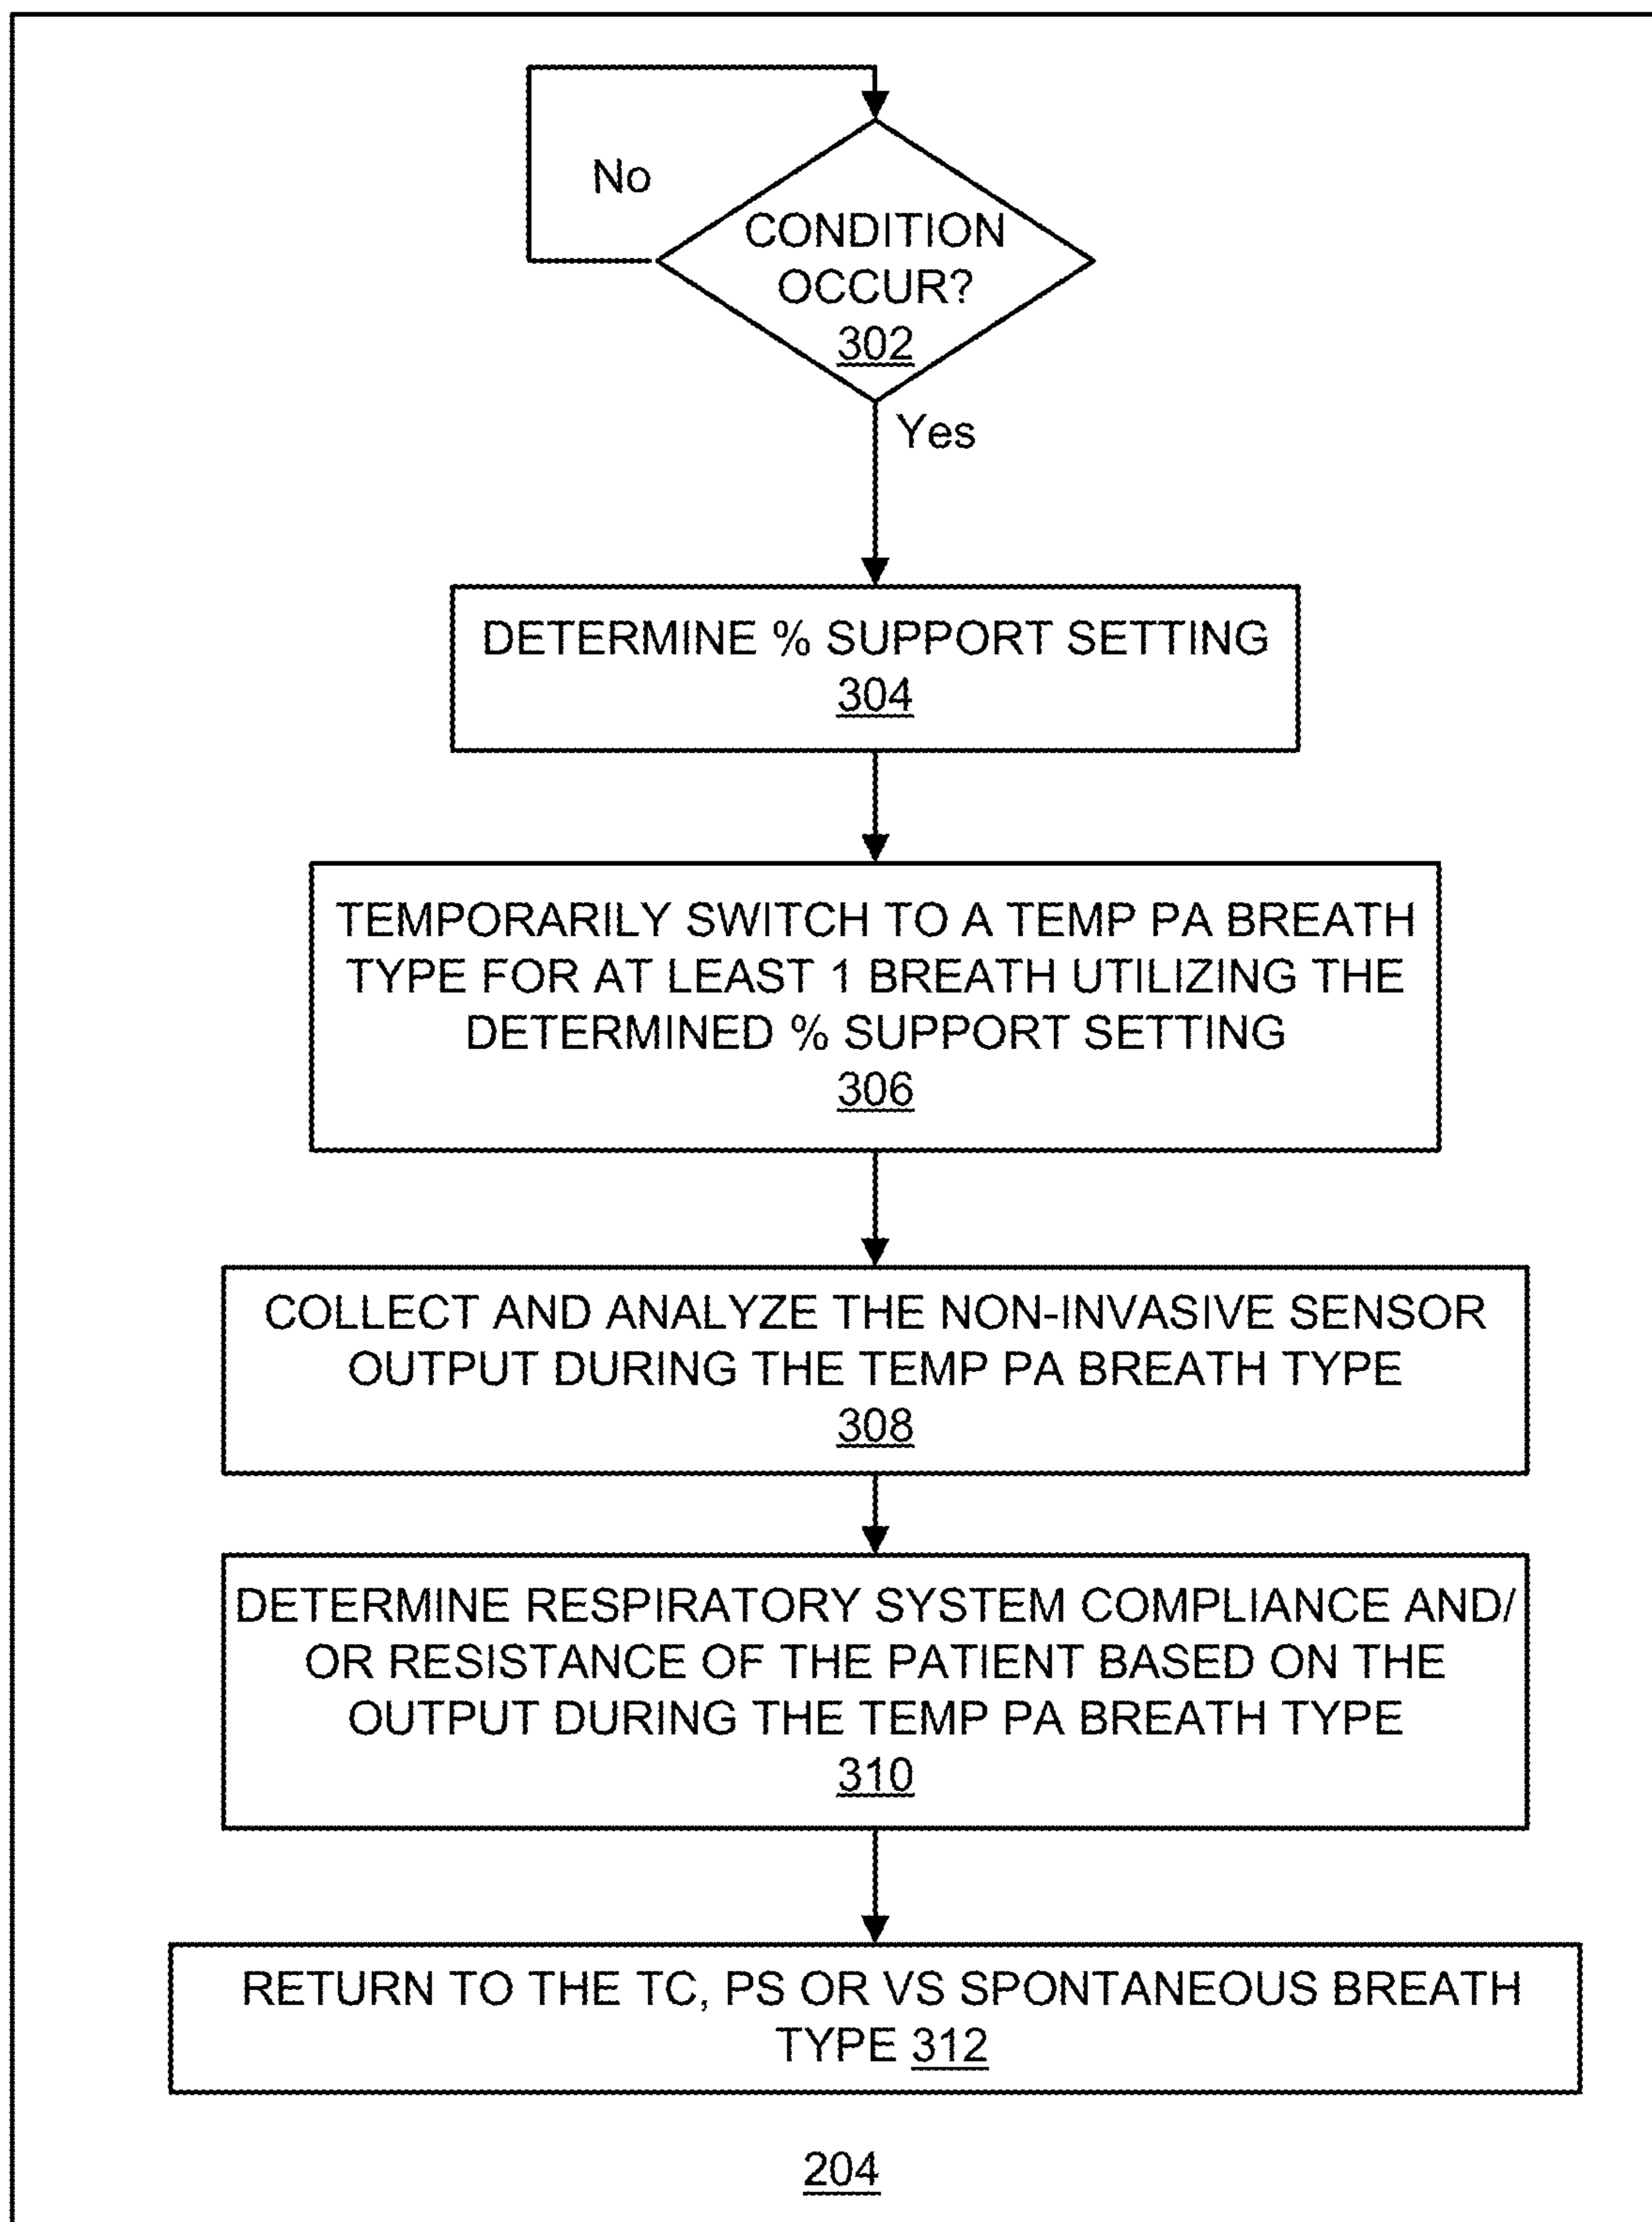 No
CONDITION
OCCUR?
302
Yes
DETERMINE % SUPPORT SETTING
304
TEMPORARILY SWITCH TO A TEMP PA BREATH
TYPE FOR AT LEAST 1 BREATH UTILIZING THE
DETERMINED % SUPPORT SETTING
306
COLLECT AND ANALYZE THE NON-INVASIVE SENSOR
OUTPUT DURING THE TEMP PA BREATH TYPE
308
DETERMINE RESPIRATORY SYSTEM COMPLIANCE AND/
OR RESISTANCE OF THE PATIENT BASED ON THE
OUTPUT DURING THE TEMP PA BREATH TYPE
310
RETURN TO THE TC, PS OR VS SPONTANEOUS BREATH
TYPE 312
204